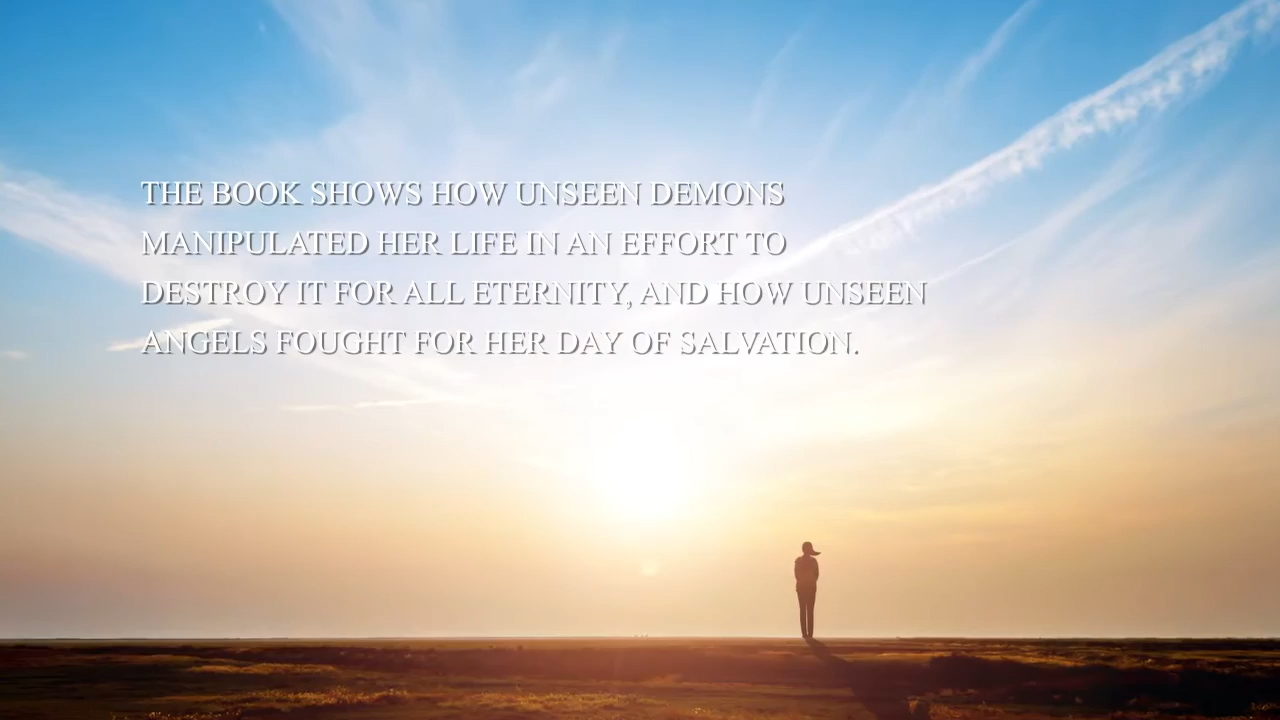 THE BOOK SHOWS HOW UNSEEN DEMONS
MANIPULATED HER LIFE IN AN EFFORT TO
DESTROY IT FOR ALL ETERNITY, AND HOW UNSEEN
ANGELS FOUGHT FOR HER DAY OF SALVATION.